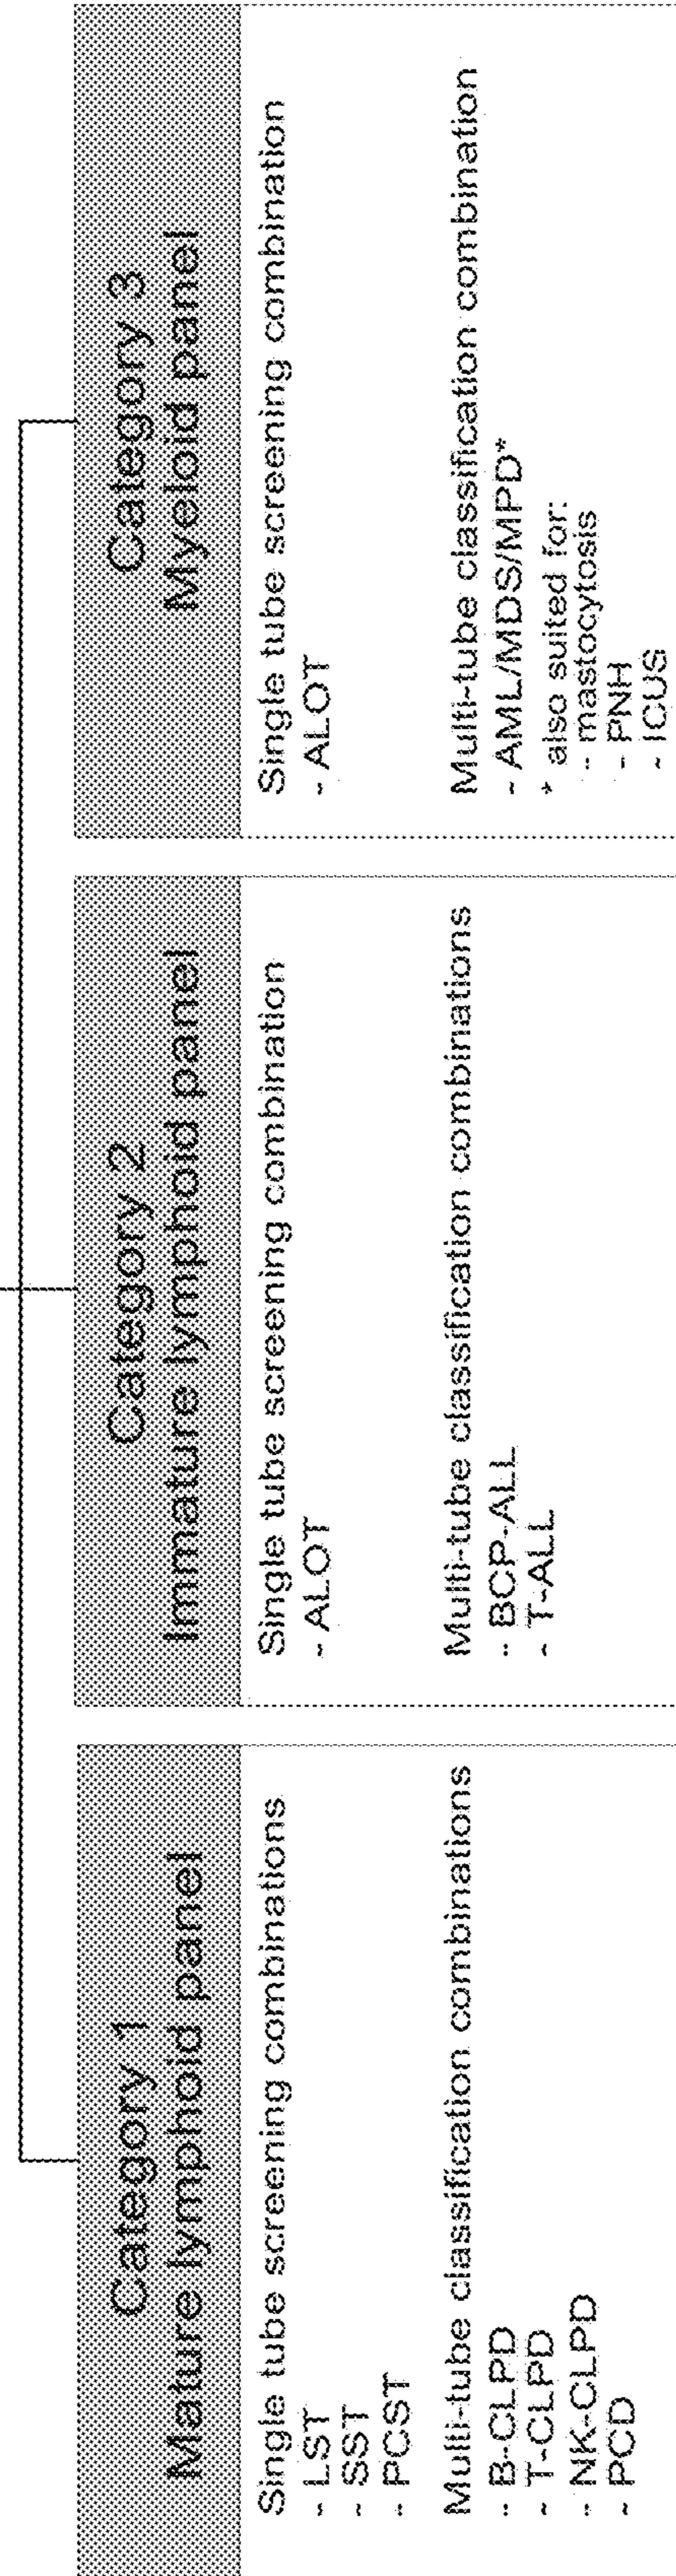 Category 1
Mature lymphoid panel
Single tube screening combinations
- LST
- SST
- PCST
Multi-tube classification combinations
- B-CLPD
- T-CLPD
- NK-CLPD
- PCD
Category 2
Immature lymphoid panel
Single tube screening combination
- ALOT
Multi-tube classification combinations
- BCP-ALL
- T-ALL
Category 3
Myeloid panel
Single tube screening combination
- ALOT
Multi-tube classification combination
- AML/MDS/MPD*
* also suited for:
- mastocytosis
- PNH
- ICUS